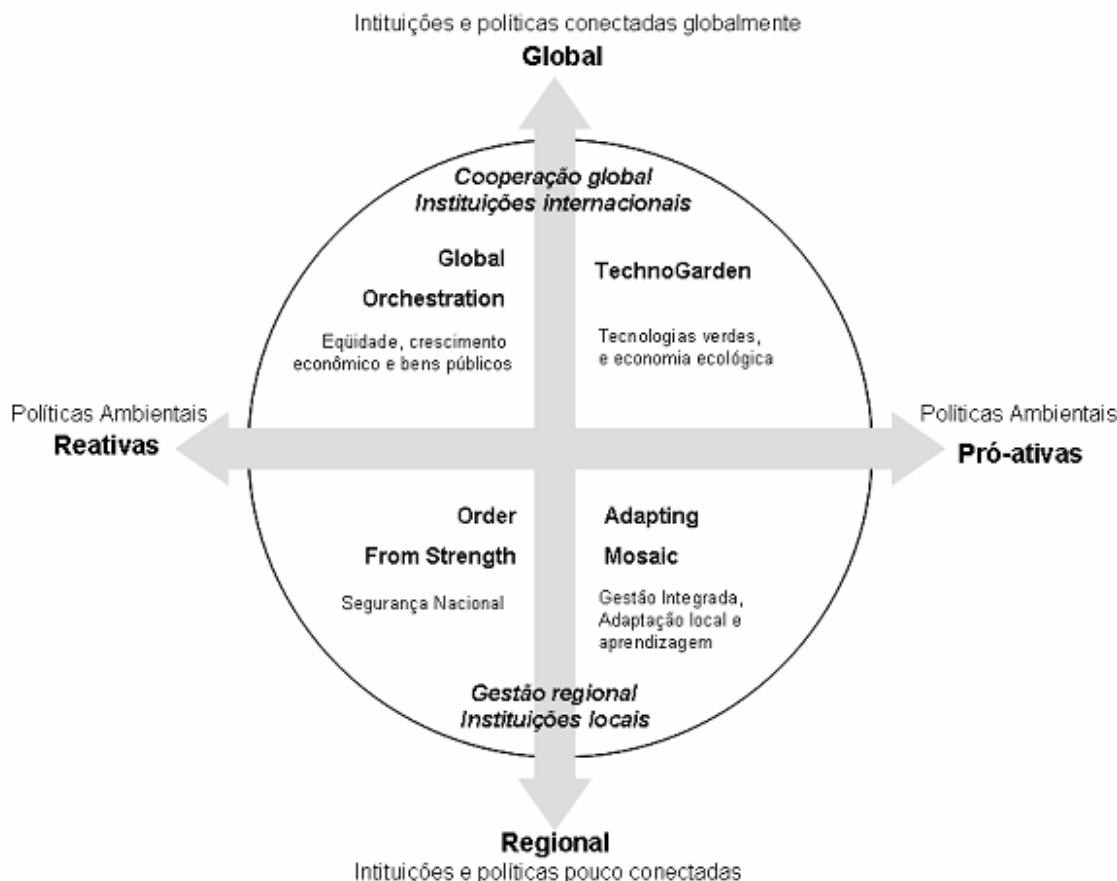 Intituições e políticas conectadas globalmente
Global
Cooperação global
Instituições internacionais
Global
Orchestration
Eqüidade, crescimento
econômico e bens públicos
TechnoGarden
Tecnologias verdes,
e economia ecológica
Políticas Ambientais
Reativas
Políticas Ambientais
Pró-ativas
Order
From Strength
Segurança Nacional
Adapting
Mosaic
Gestão Integrada,
Adaptação local e
aprendizagem
Gestão regional
Instituições locais
Regional
Intituições e políticas pouco conectadas